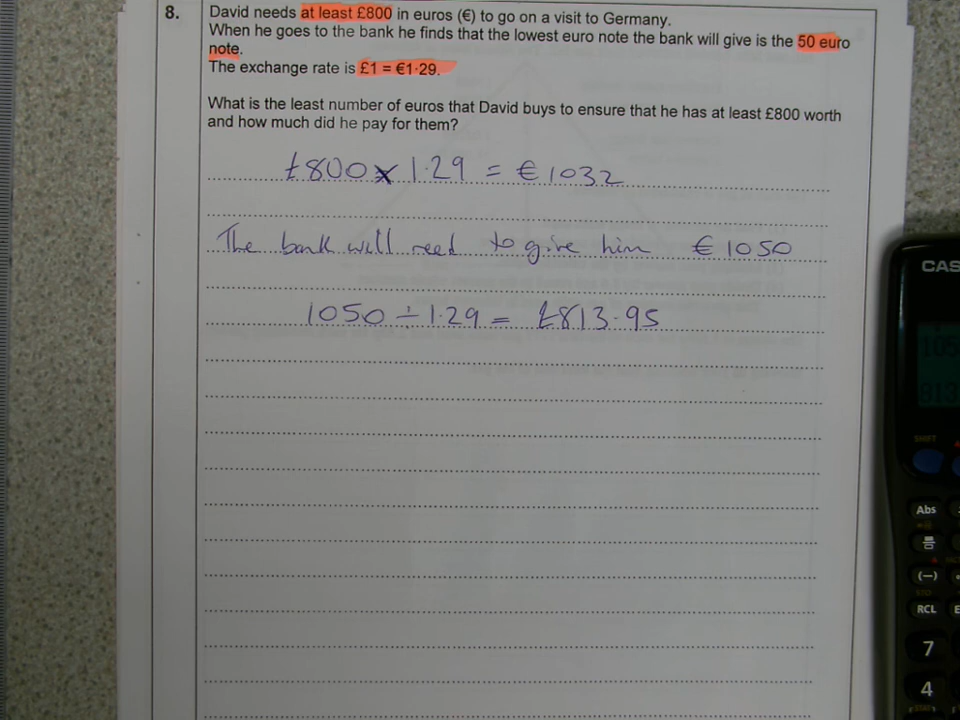 8. David needs at least £800 in euros (€) to go on a visit to Germany.
When he goes to the bank he finds that the lowest euro note the bank will give is the 50 euro
note.
The exchange rate is £1 = €1·29.
What is the least number of euros that David buys to ensure that he has at least £800 worth
and how much did he pay for them?
£800 × 1·29 = €1032
The bank will need to give him €1050
1050 ÷ 1·29 = £813·95
CAS
SHIFT
Abs
(−)
RCL
7
4